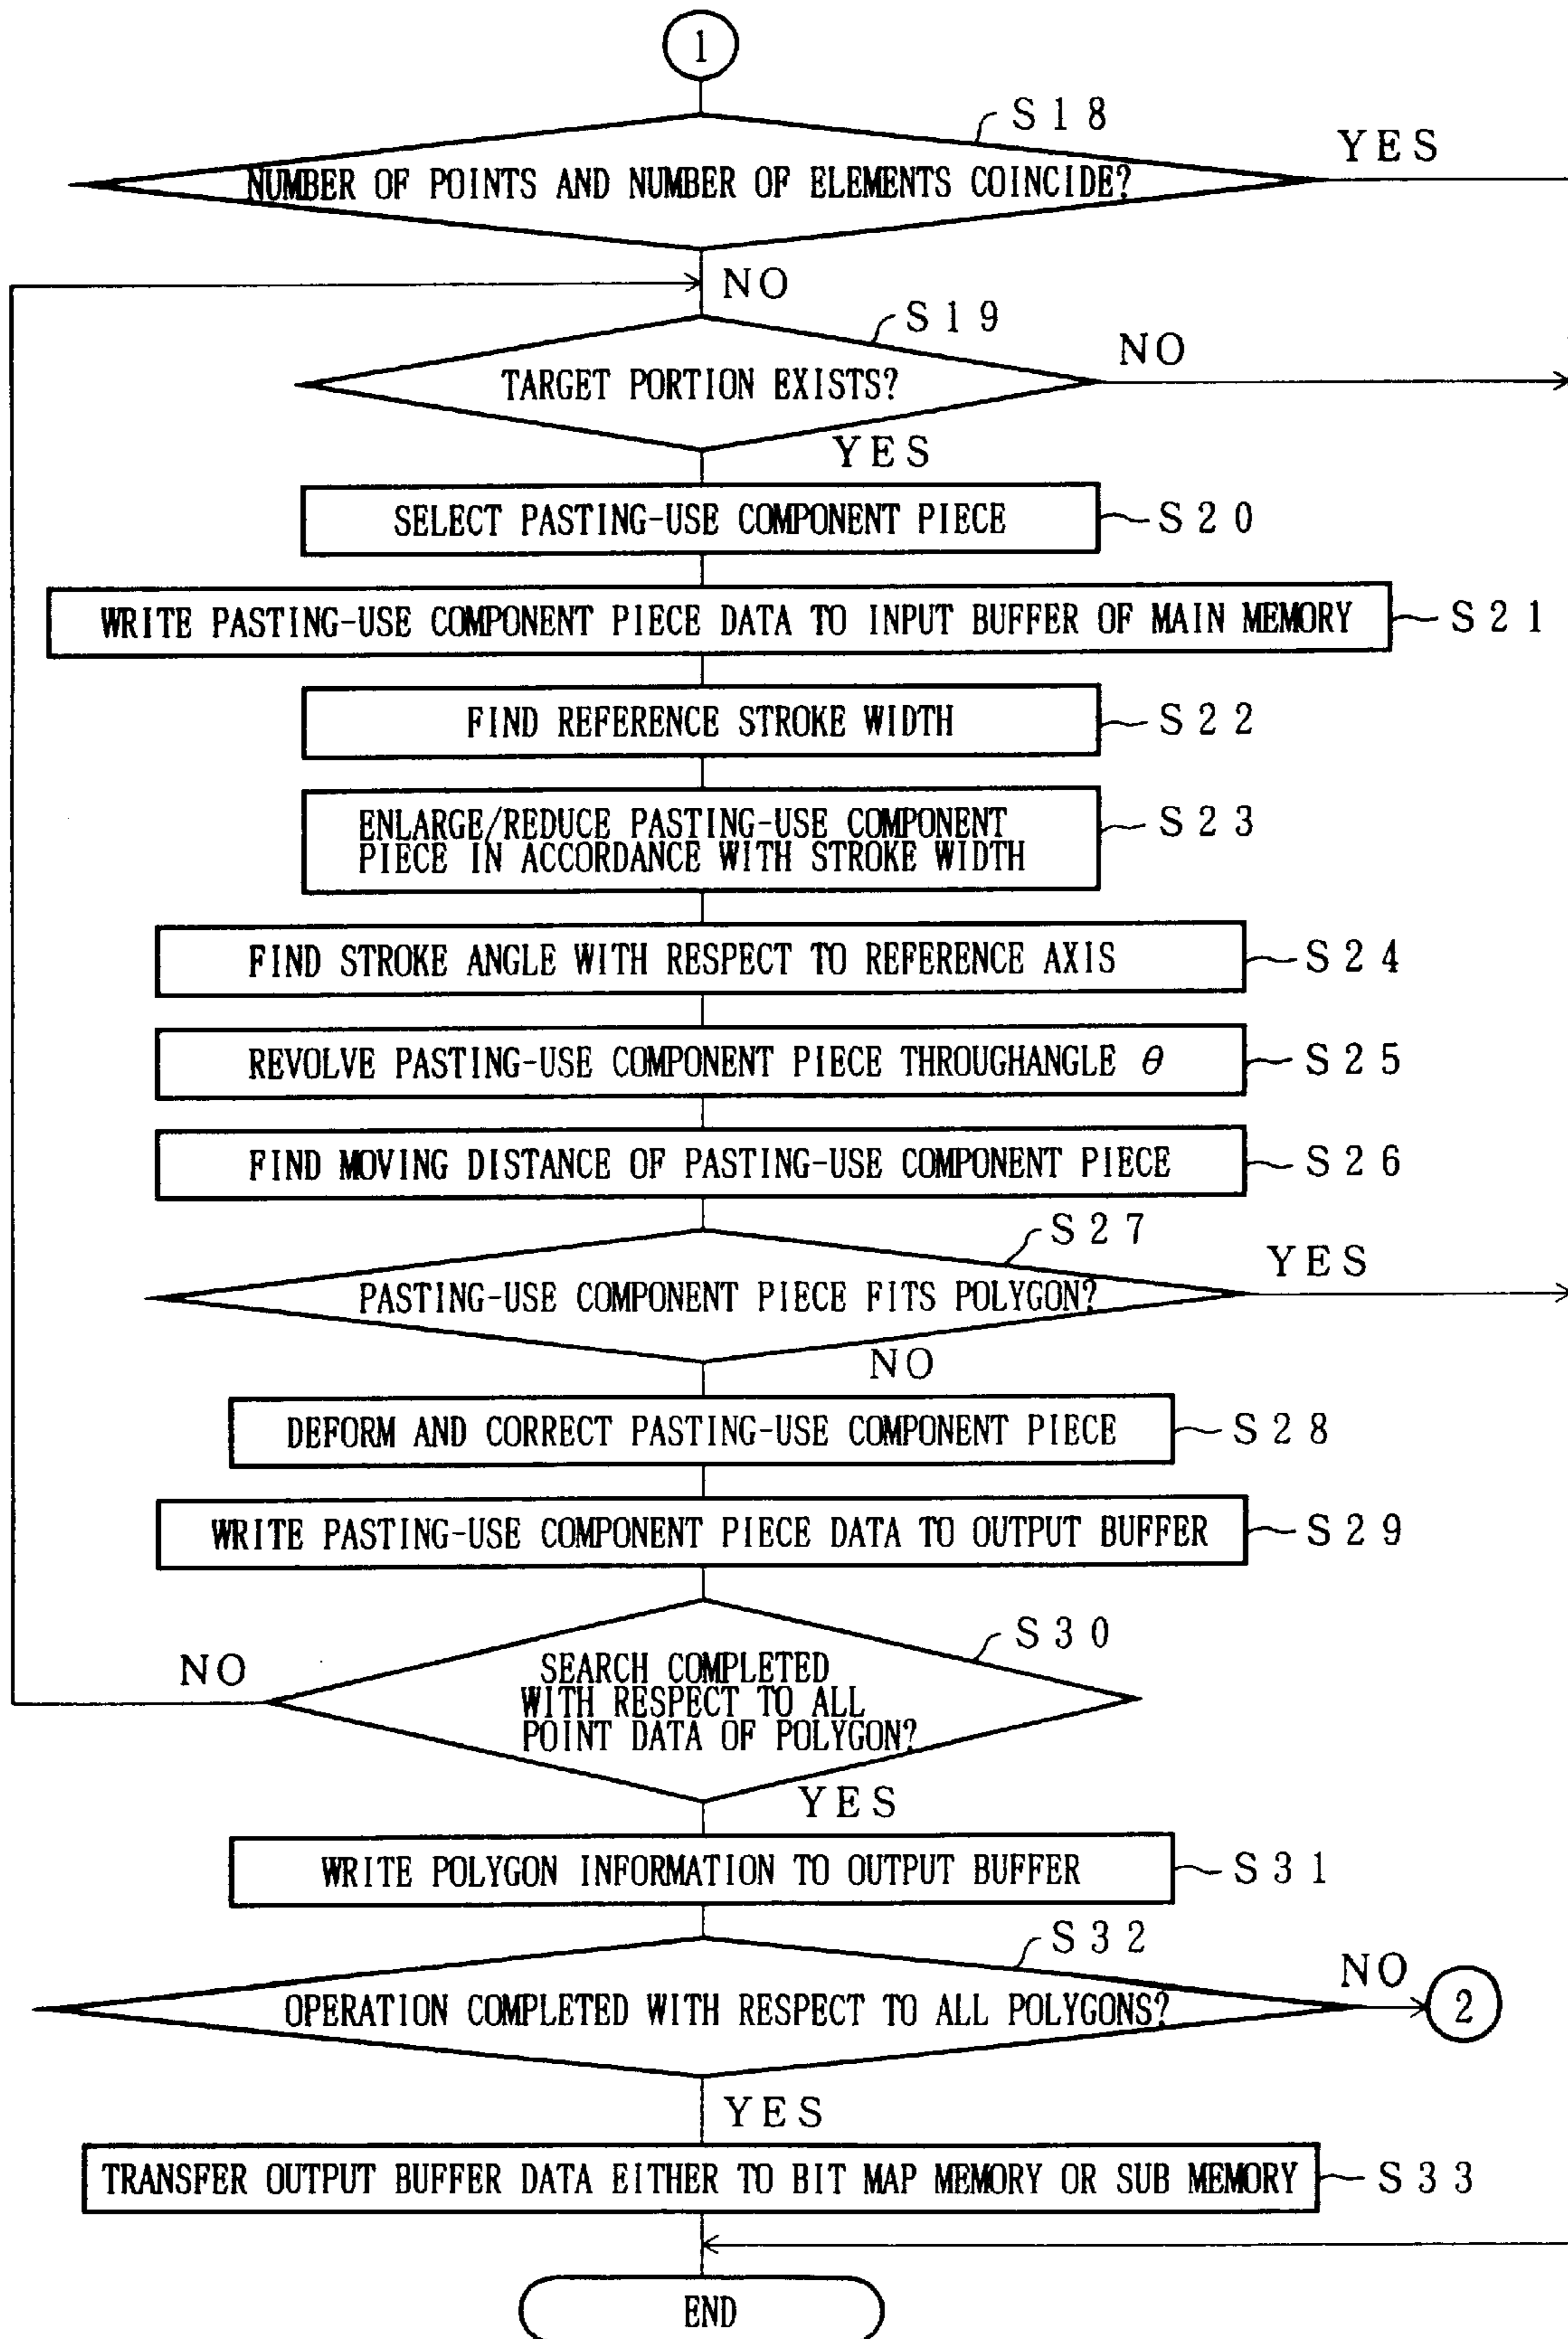 1
S18
YES
NUMBER OF POINTS AND NUMBER OF ELEMENTS COINCIDE?
NO
S19
NO
TARGET PORTION EXISTS?
YES
SELECT PASTING-USE COMPONENT PIECE
S20
WRITE PASTING-USE COMPONENT PIECE DATA TO INPUT BUFFER OF MAIN MEMORY
S21
FIND REFERENCE STROKE WIDTH
S22
ENLARGE/REDUCE PASTING-USE COMPONENT
PIECE IN ACCORDANCE WITH STROKE WIDTH
S23
FIND STROKE ANGLE WITH RESPECT TO REFERENCE AXIS
S24
REVOLVE PASTING-USE COMPONENT PIECE THROUGHANGLE θ
S25
FIND MOVING DISTANCE OF PASTING-USE COMPONENT PIECE
S26
S27
YES
PASTING-USE COMPONENT PIECE FITS POLYGON?
NO
DEFORM AND CORRECT PASTING-USE COMPONENT PIECE
S28
WRITE PASTING-USE COMPONENT PIECE DATA TO OUTPUT BUFFER
S29
S30
NO
SEARCH COMPLETED
WITH RESPECT TO ALL
POINT DATA OF POLYGON?
YES
WRITE POLYGON INFORMATION TO OUTPUT BUFFER
S31
S32
NO
OPERATION COMPLETED WITH RESPECT TO ALL POLYGONS?
2
YES
TRANSFER OUTPUT BUFFER DATA EITHER TO BIT MAP MEMORY OR SUB MEMORY
S33
END